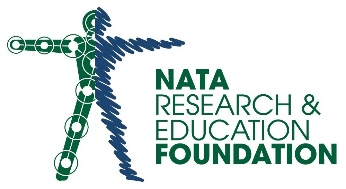 NATA
RESEARCH &
EDUCATION
FOUNDATION